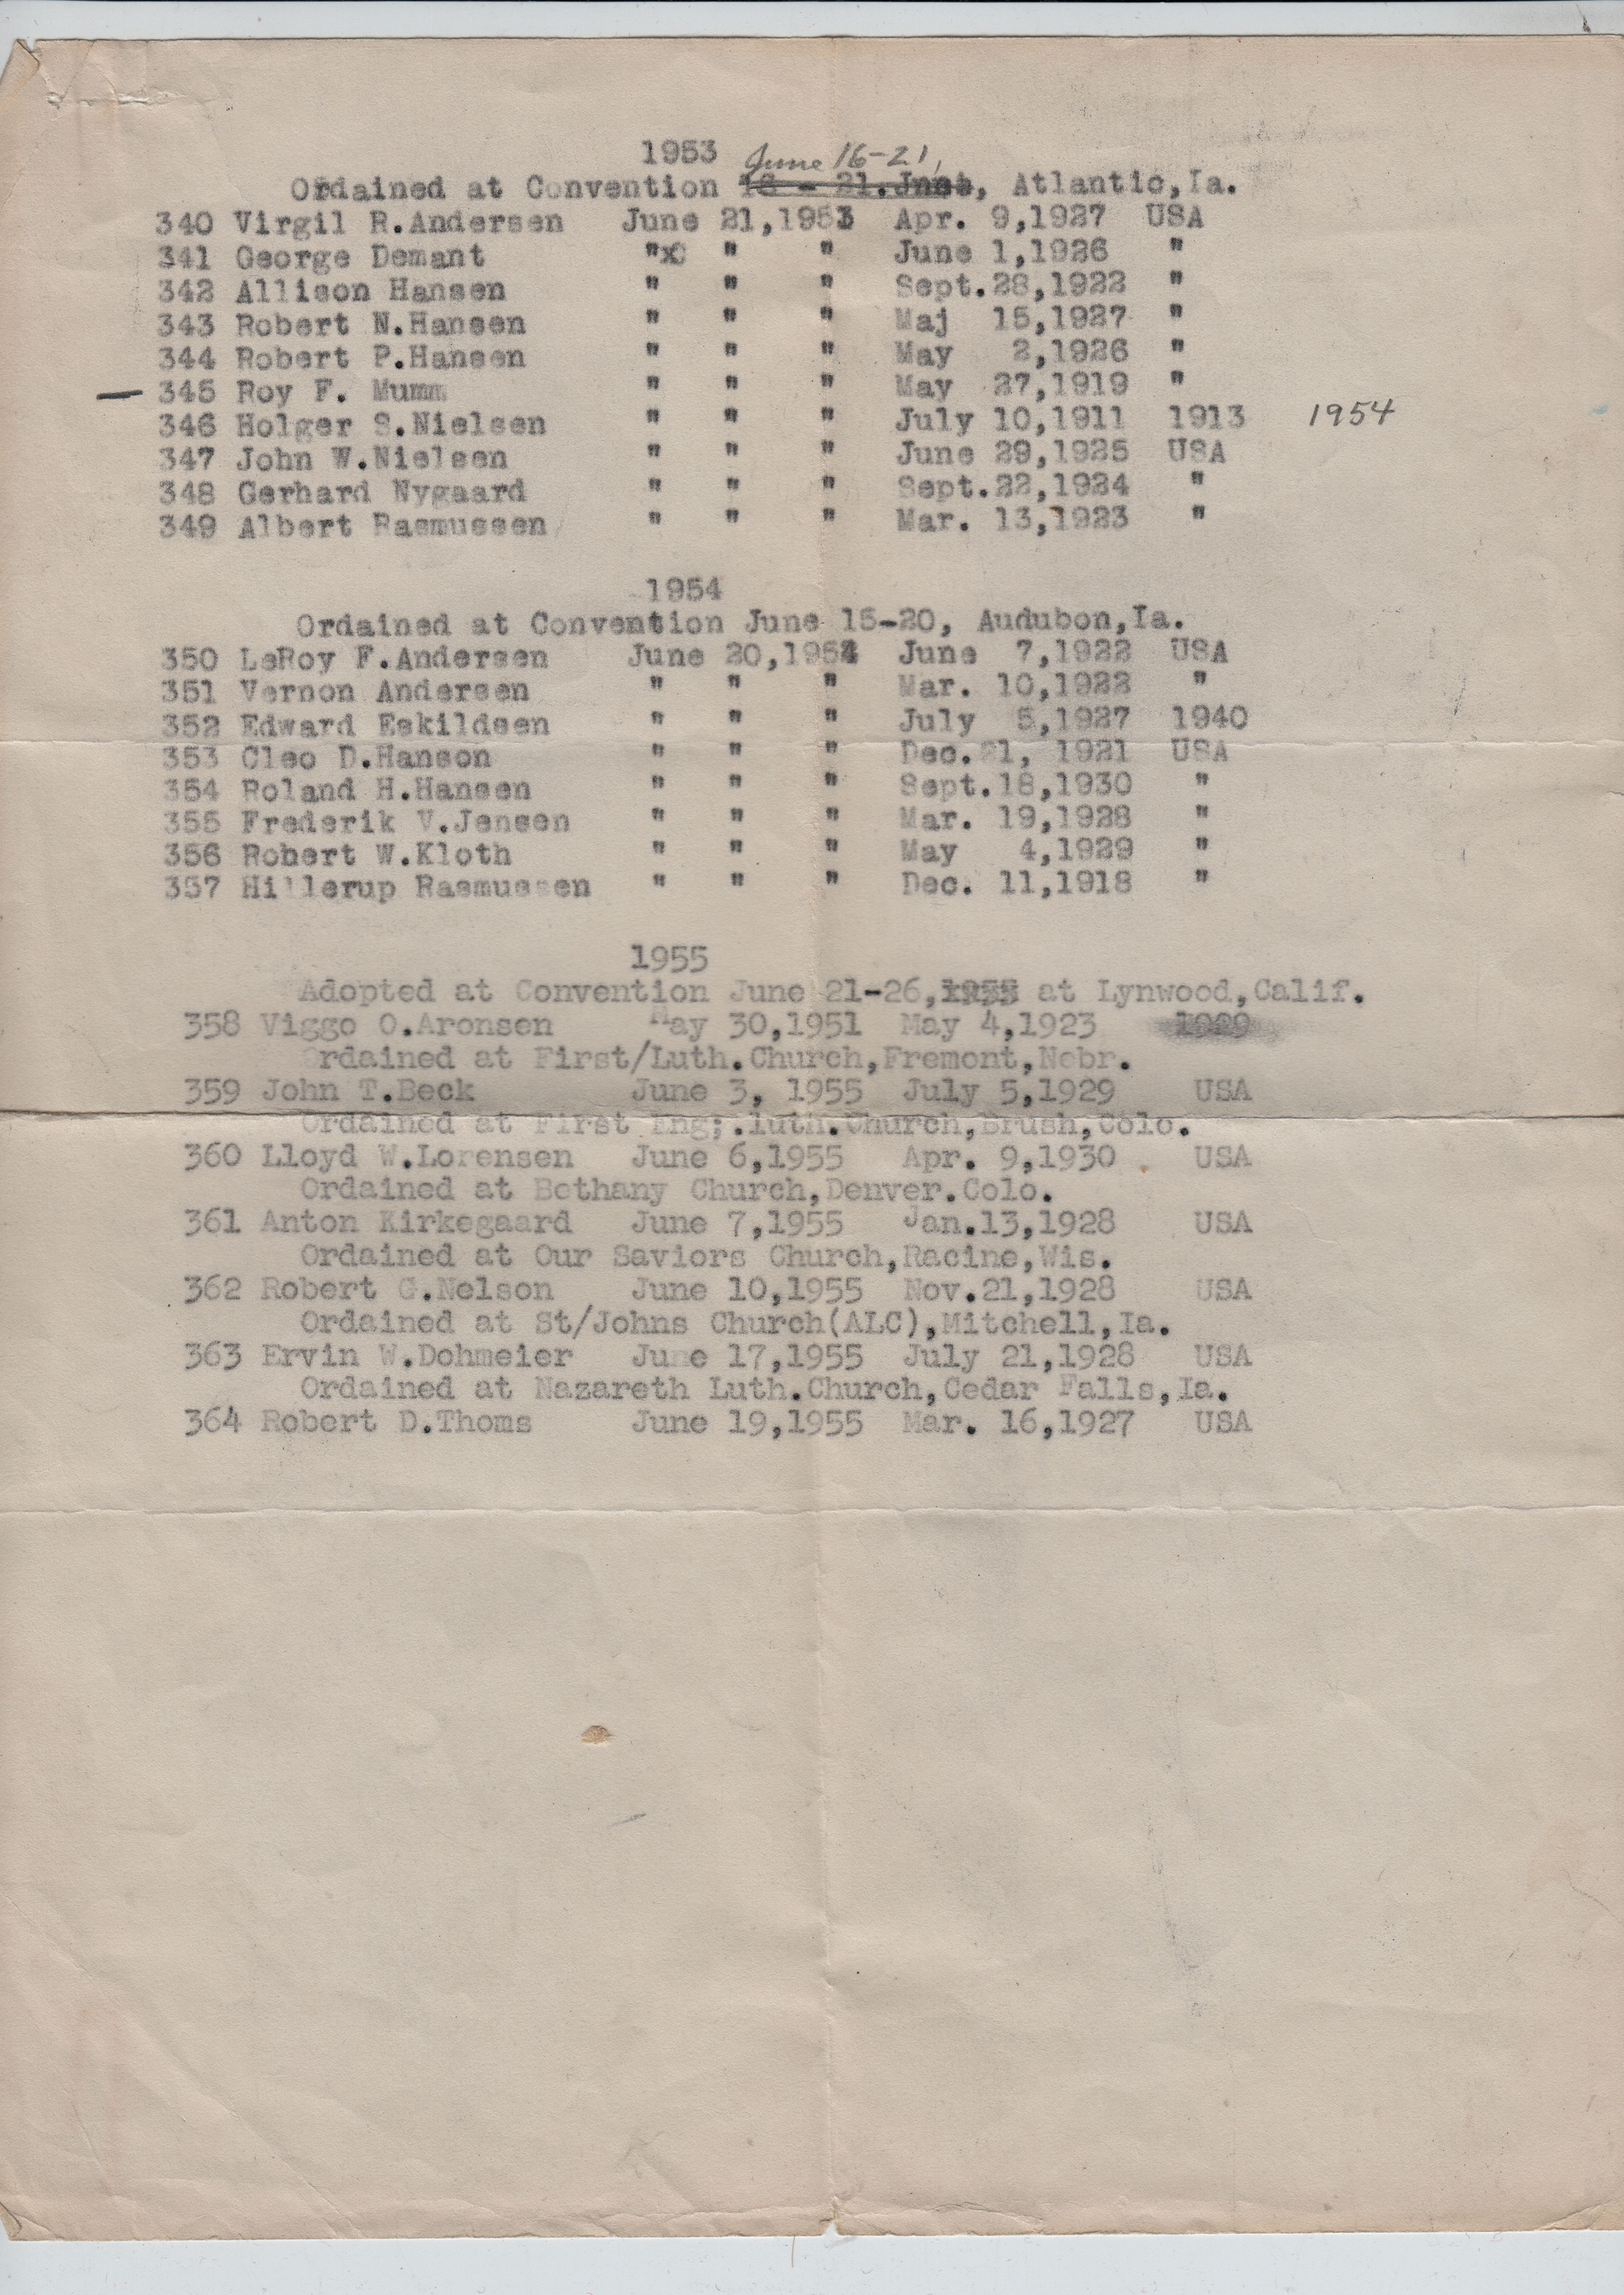 1953
June 16-21,
Ordained at Convention 18 - 21.June, Atlantic,Ia.
340 Virgil R.Andersen June 21,1953 Apr. 9,1927 USA
341 George Demant " " " June 1,1926 "
342 Allison Hansen " " " Sept.28,1922 "
343 Robert N.Hansen " " " Maj 15,1927 "
344 Robert P.Hansen " " " May 2,1926 "
— 345 Roy F. Mumm " " " May 27,1919 "
346 Holger S.Nielsen " " " July 10,1911 1913 1954
347 John W.Nielsen " " " June 29,1925 USA
348 Gerhard Nygaard " " " Sept.22,1924 "
349 Albert Rasmussen " " " Mar. 13,1923 "
1954
Ordained at Convention June 15-20, Audubon,Ia.
350 LeRoy F.Andersen June 20,1954 June 7,1922 USA
351 Vernon Andersen " " " Mar. 10,1922 "
352 Edward Eskildsen " " " July 5,1927 1940
353 Cleo D.Hanson " " " Dec.21, 1921 USA
354 Roland H.Hansen " " " Sept.18,1930 "
355 Frederik V.Jensen " " " Mar. 19,1928 "
356 Robert W.Kloth " " " May 4,1929 "
357 Hillerup Rasmussen " " " Dec. 11,1918 "
1955
Adopted at Convention June 21-26,1955 at Lynwood,Calif.
358 Viggo O.Aronsen May 30,1951 May 4,1923 1929
Ordained at First/Luth.Church,Fremont,Nebr.
359 John T.Beck June 3, 1955 July 5,1929 USA
Ordained at First Eng;.luth.Church,Brush,Colo.
360 Lloyd W.Lorensen June 6,1955 Apr. 9,1930 USA
Ordained at Bethany Church,Denver.Colo.
361 Anton Kirkegaard June 7,1955 Jan.13,1928 USA
Ordained at Our Saviors Church,Racine,Wis.
362 Robert G.Nelson June 10,1955 Nov.21,1928 USA
Ordained at St/Johns Church(ALC),Mitchell,Ia.
363 Ervin W.Dohmeier June 17,1955 July 21,1928 USA
Ordained at Nazareth Luth.Church,Cedar Falls,Ia.
364 Robert D.Thoms June 19,1955 Mar. 16,1927 USA